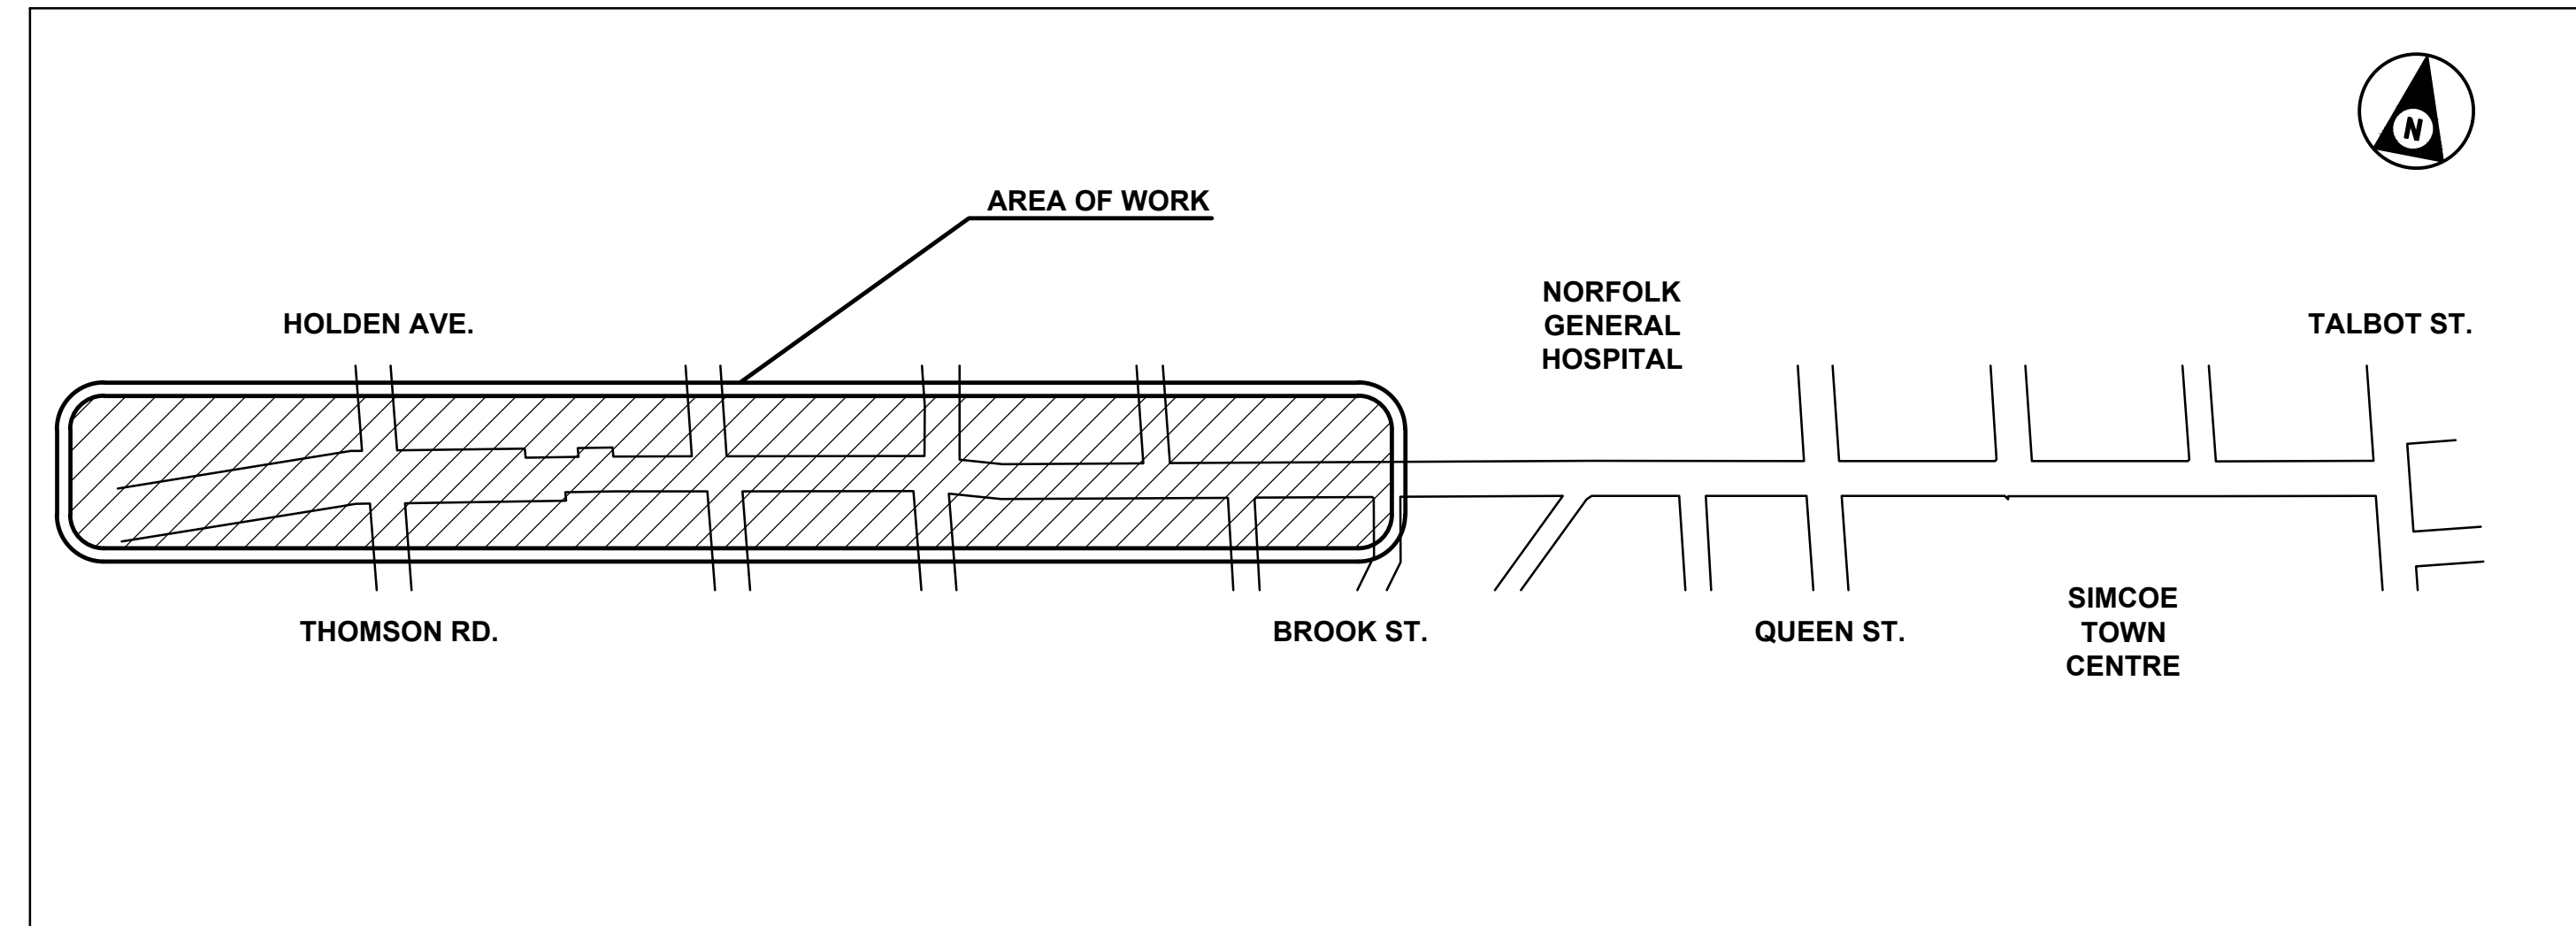 N
AREA OF WORK
NORFOLK
GENERAL
HOSPITAL
HOLDEN AVE.
TALBOT ST.
THOMSON RD.
BROOK ST.
QUEEN ST.
SIMCOE
TOWN
CENTRE